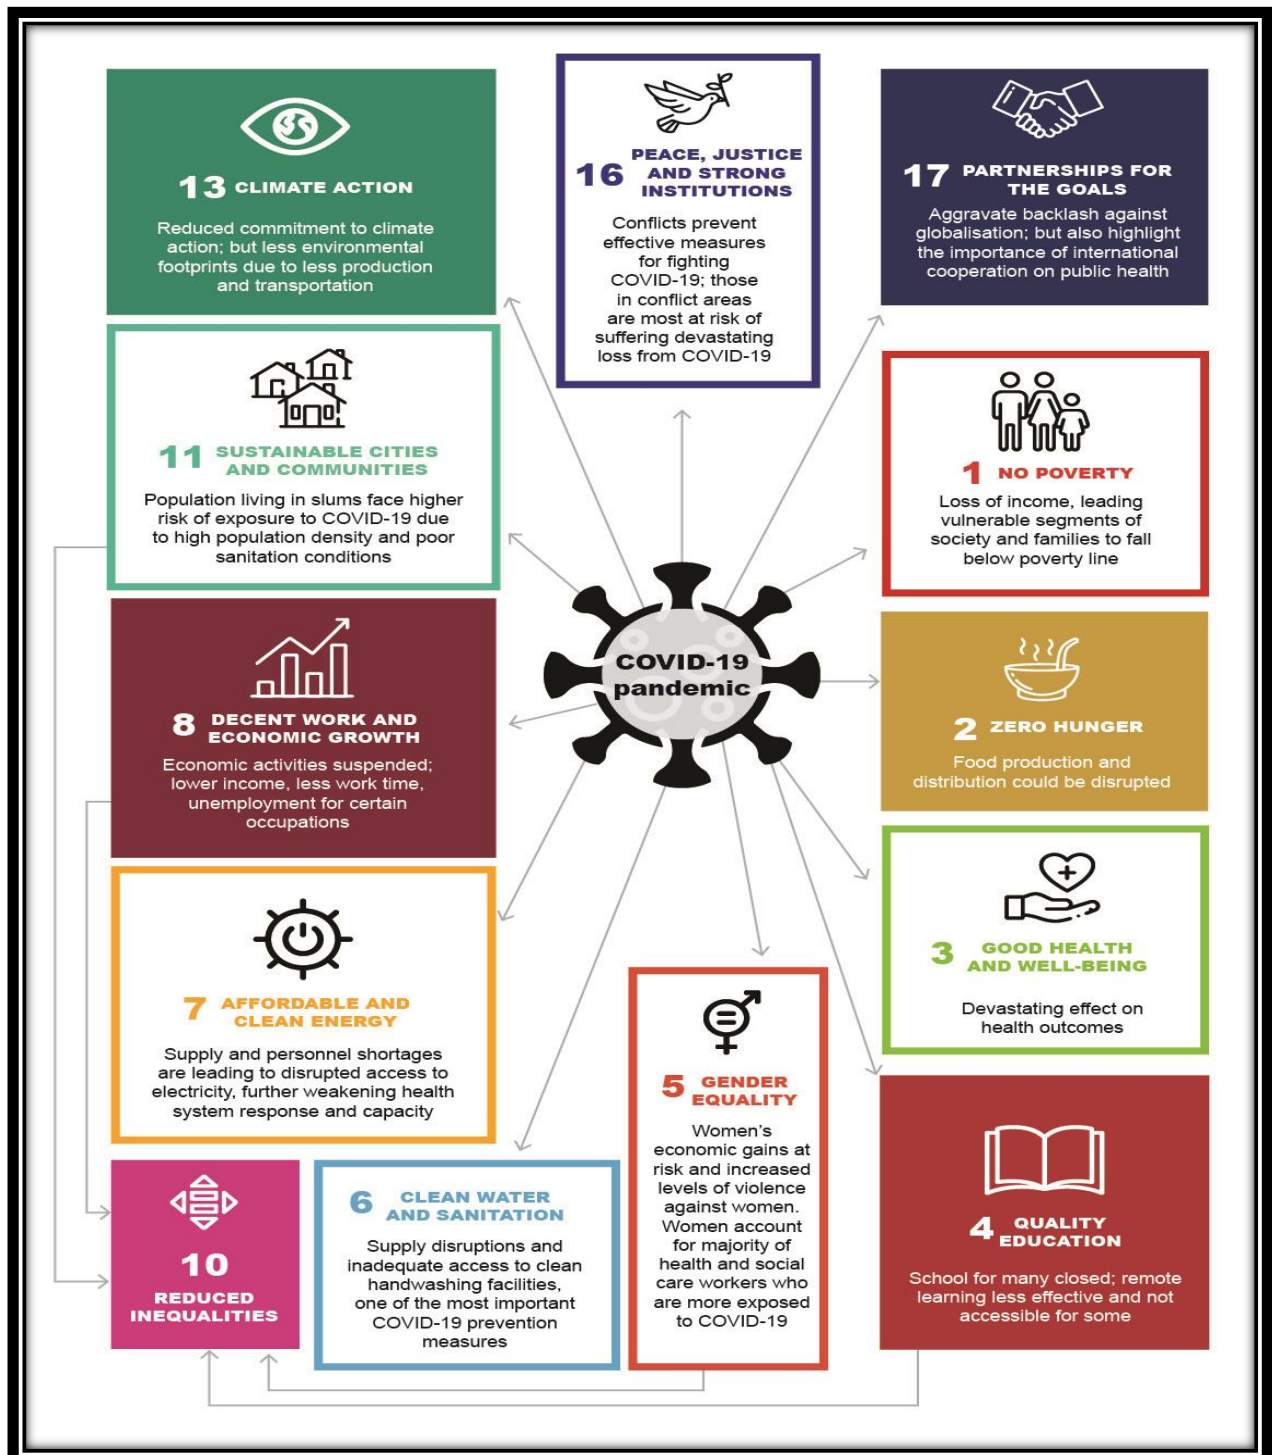 13 CLIMATE ACTION
Reduced commitment to climate
action; but less environmental
footprints due to less production
and transportation
16 PEACE, JUSTICE
AND STRONG
INSTITUTIONS
Conflicts prevent
effective measures
for fighting
COVID-19; those
in conflict areas
are most at risk of
suffering devastating
loss from COVID-19
17 PARTNERSHIPS FOR
THE GOALS
Aggravate backlash against
globalisation; but also highlight
the importance of international
cooperation on public health
11 SUSTAINABLE CITIES
AND COMMUNITIES
Population living in slums face higher
risk of exposure to COVID-19 due
to high population density and poor
sanitation conditions
1 NO POVERTY
Loss of income, leading
vulnerable segments of
society and families to fall
below poverty line
COVID-19
pandemic
8 DECENT WORK AND
ECONOMIC GROWTH
Economic activities suspended;
lower income, less work time,
unemployment for certain
occupations
2 ZERO HUNGER
Food production and
distribution could be disrupted
7 AFFORDABLE AND
CLEAN ENERGY
Supply and personnel shortages
are leading to disrupted access to
electricity, further weakening health
system response and capacity
3 GOOD HEALTH
AND WELL-BEING
Devastating effect on
health outcomes
10
REDUCED
INEQUALITIES
6 CLEAN WATER
AND SANITATION
Supply disruptions and
inadequate access to clean
handwashing facilities,
one of the most important
COVID-19 prevention
measures
5 GENDER
EQUALITY
Women's
economic gains at
risk and increased
levels of violence
against women.
Women account
for majority of
health and social
care workers who
are more exposed
to COVID-19
4 QUALITY
EDUCATION
School for many closed; remote
learning less effective and not
accessible for some